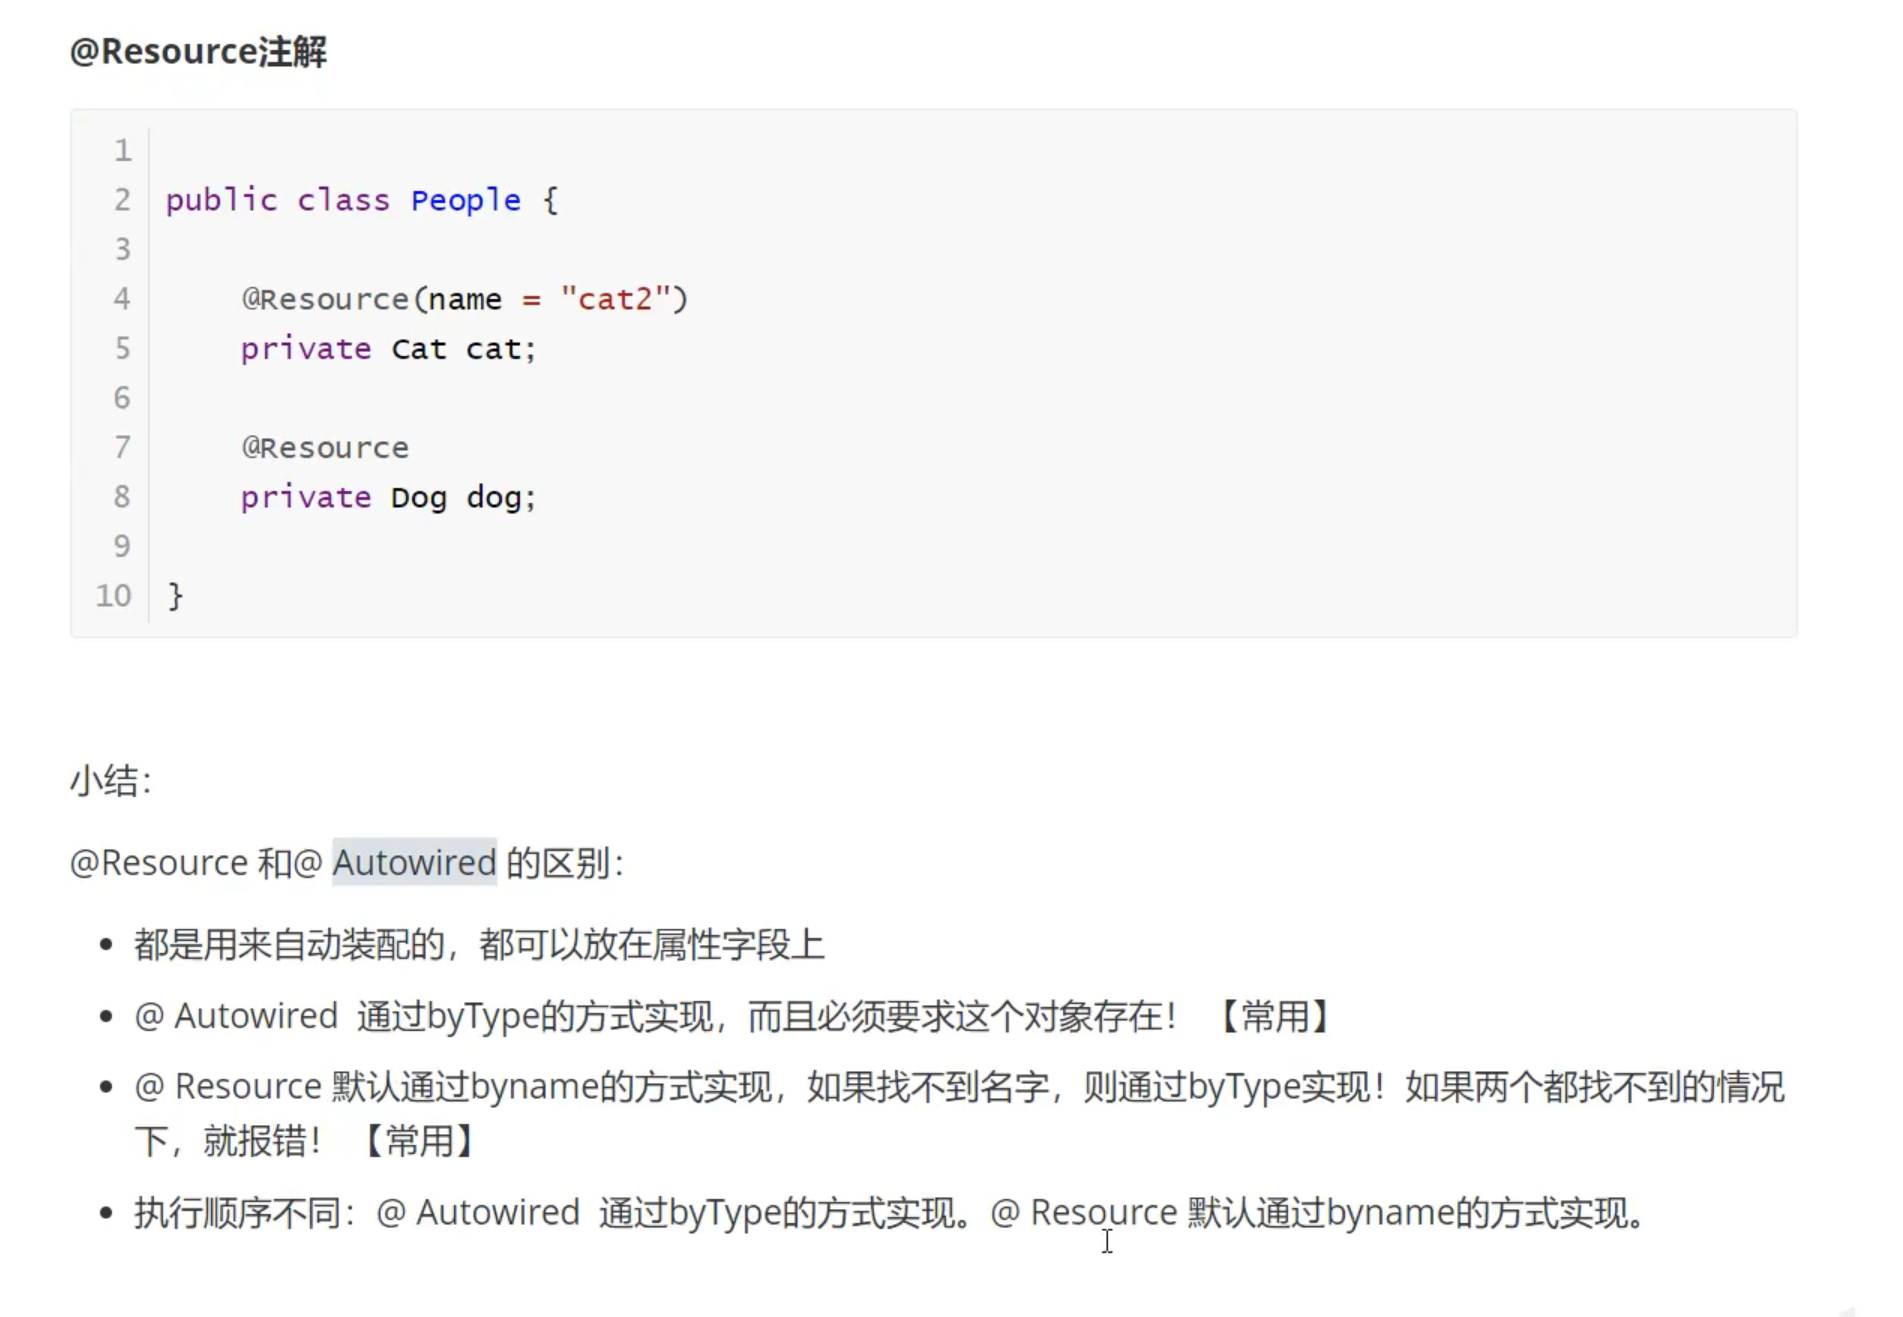 @Resource注解
1
2 public class People {
3
4 @Resource(name = "cat2")
5 private Cat cat;
6
7 @Resource
8 private Dog dog;
9
10 }
小结：
@Resource 和@ Autowired 的区别：
• 都是用来自动装配的，都可以放在属性字段上
• @ Autowired 通过byType的方式实现，而且必须要求这个对象存在！【常用】
• @ Resource 默认通过byname的方式实现，如果找不到名字，则通过byType实现！如果两个都找不到的情况
下，就报错！【常用】
• 执行顺序不同：@ Autowired 通过byType的方式实现。@ Resource 默认通过byname的方式实现。